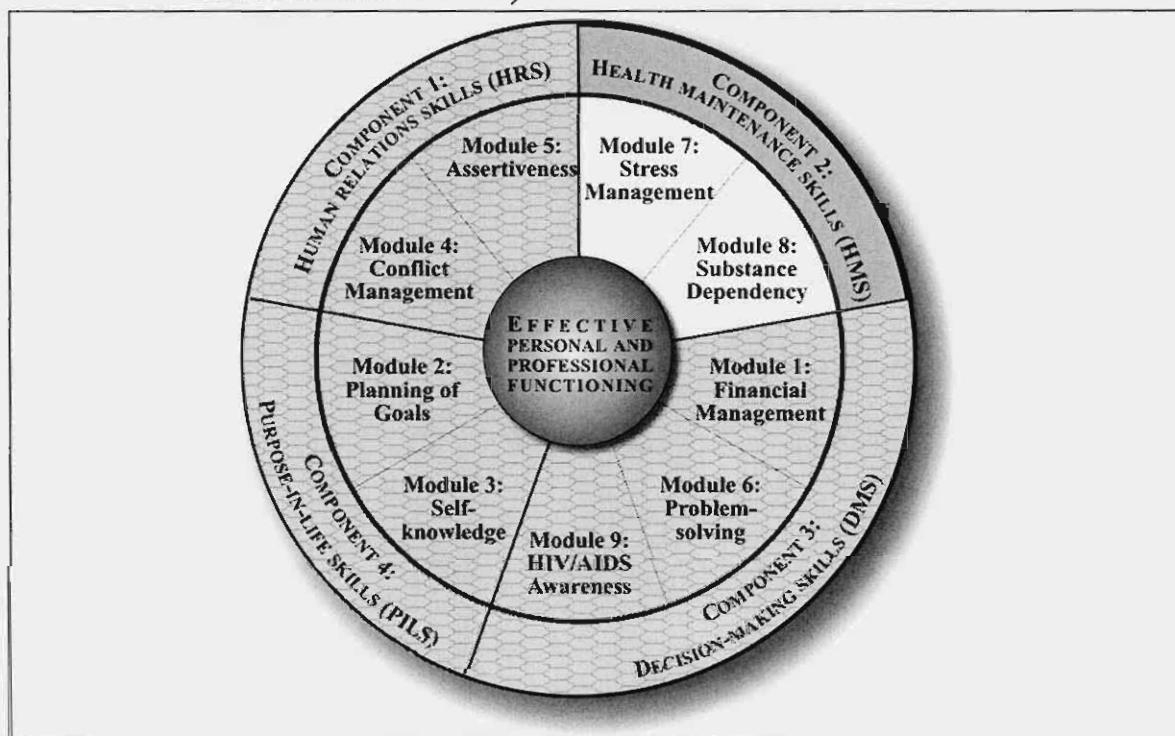 COMPONENT 1:
HUMAN RELATIONS SKILLS (HRS)
COMPONENT 2:
HEALTH MAINTENANCE SKILLS (HMS)
Module 5:
Assertiveness
Module 7:
Stress
Management
Module 4:
Conflict
Management
Module 8:
Substance
Dependency
EFFECTIVE
PERSONAL AND
PROFESSIONAL
FUNCTIONING
Module 2:
Planning of
Goals
Module 1:
Financial
Management
Module 3:
Self-
knowledge
Module 9:
HIV/AIDS
Awareness
Module 6:
Problem-
solving
COMPONENT 4:
PURPOSE-IN-LIFE SKILLS (PILS)
COMPONENT 3:
DECISION-MAKING SKILLS (DMS)